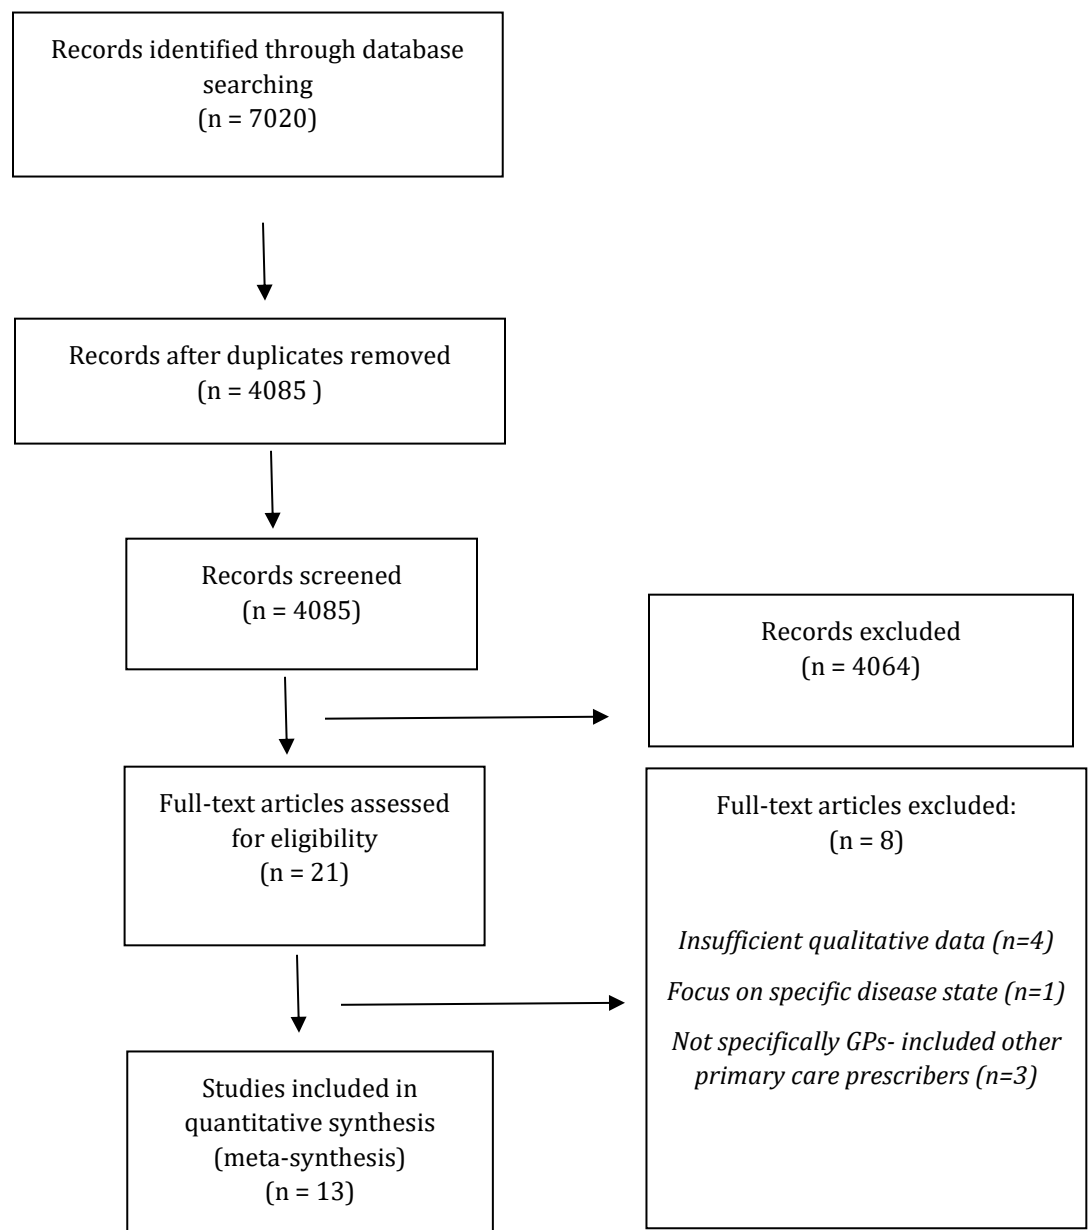 Records identified through database
searching
(n = 7020)
Records after duplicates removed
(n = 4085 )
Records screened
(n = 4085)
Records excluded
(n = 4064)
Full-text articles assessed
for eligibility
(n = 21)
Full-text articles excluded:
(n = 8)
Insufficient qualitative data (n=4)
Focus on specific disease state (n=1)
Not specifically GPs- included other
primary care prescribers (n=3)
Studies included in
quantitative synthesis
(meta-synthesis)
(n = 13)